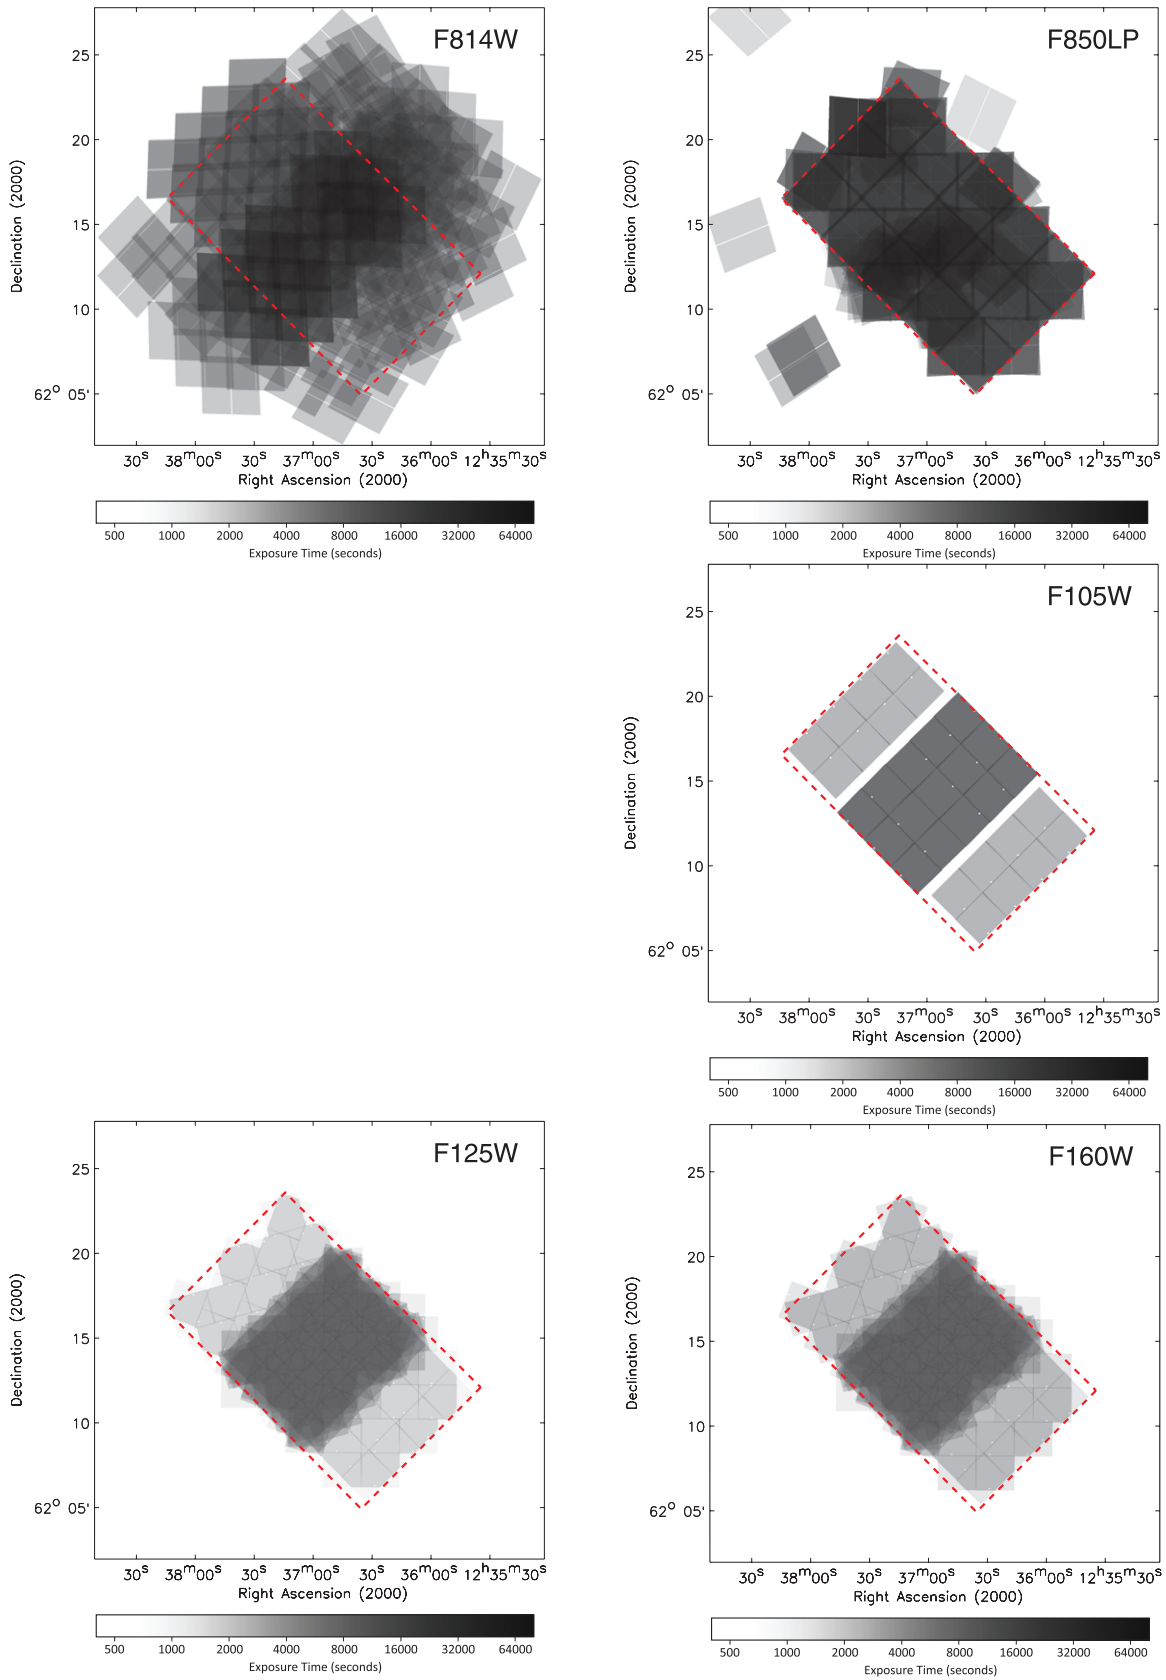 F814W
25
20
15
10
62° 05'
Declination (2000)
30s 38m00s 30s 37m00s 30s 36m00s 12h35m30s
Right Ascension (2000)
500 1000 2000 4000 8000 16000 32000 64000
Exposure Time (seconds)
F850LP
25
20
15
10
62° 05'
Declination (2000)
30s 38m00s 30s 37m00s 30s 36m00s 12h35m30s
Right Ascension (2000)
500 1000 2000 4000 8000 16000 32000 64000
Exposure Time (seconds)
F105W
25
20
15
10
62° 05'
Declination (2000)
30s 38m00s 30s 37m00s 30s 36m00s 12h35m30s
Right Ascension (2000)
500 1000 2000 4000 8000 16000 32000 64000
Exposure Time (seconds)
F125W
25
20
15
10
62° 05'
Declination (2000)
30s 38m00s 30s 37m00s 30s 36m00s 12h35m30s
Right Ascension (2000)
500 1000 2000 4000 8000 16000 32000 64000
Exposure Time (seconds)
F160W
25
20
15
10
62° 05'
Declination (2000)
30s 38m00s 30s 37m00s 30s 36m00s 12h35m30s
Right Ascension (2000)
500 1000 2000 4000 8000 16000 32000 64000
Exposure Time (seconds)